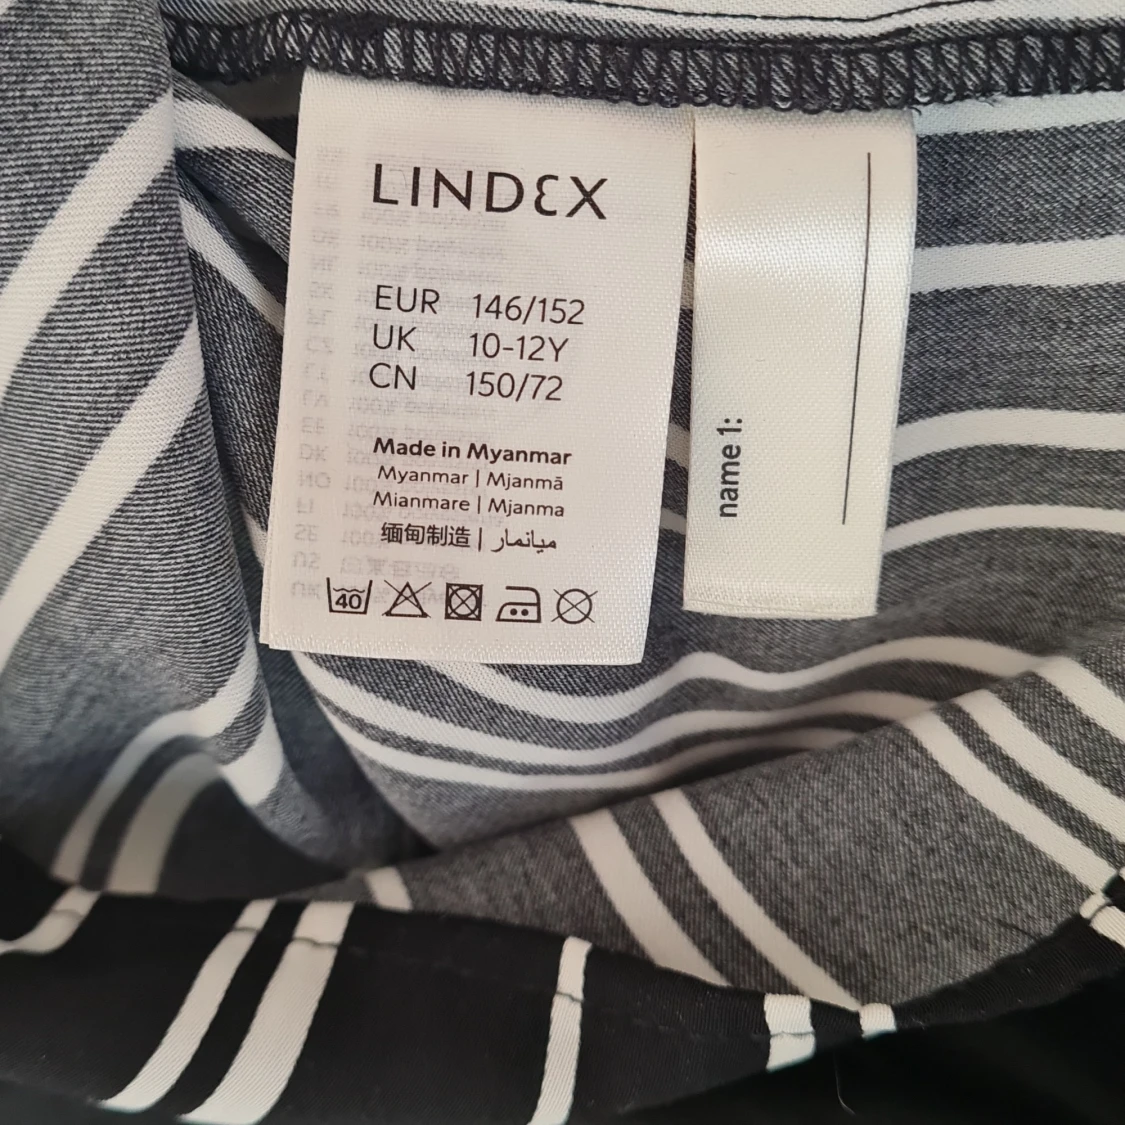 LINDEX
EUR 146/152
UK 10-12Y
CN 150/72
Made in Myanmar
Myanmar | Mjanmā
Mianmare | Mjanma
缅甸制造 | ميانمار
40
name 1: